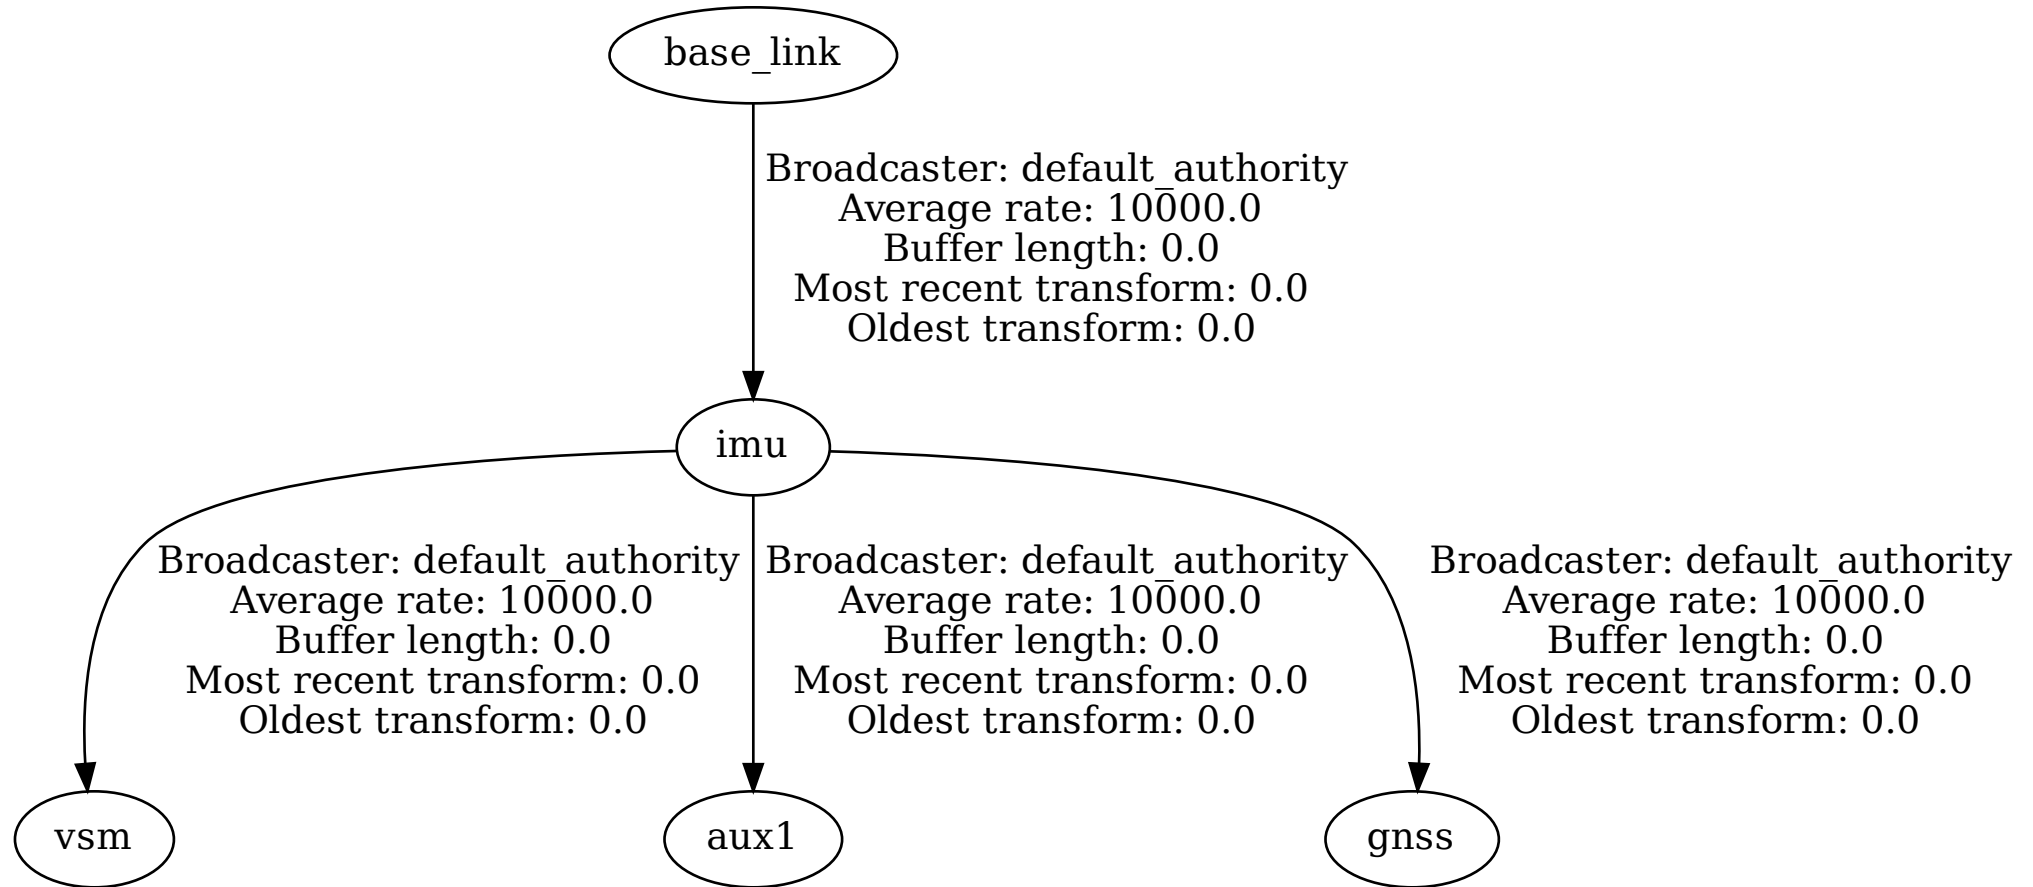 base_link
Broadcaster: default_authority
Average rate: 10000.0
Buffer length: 0.0
Most recent transform: 0.0
Oldest transform: 0.0
imu
Broadcaster: default_authority
Average rate: 10000.0
Buffer length: 0.0
Most recent transform: 0.0
Oldest transform: 0.0
Broadcaster: default_authority
Average rate: 10000.0
Buffer length: 0.0
Most recent transform: 0.0
Oldest transform: 0.0
Broadcaster: default_authority
Average rate: 10000.0
Buffer length: 0.0
Most recent transform: 0.0
Oldest transform: 0.0
vsm
aux1
gnss